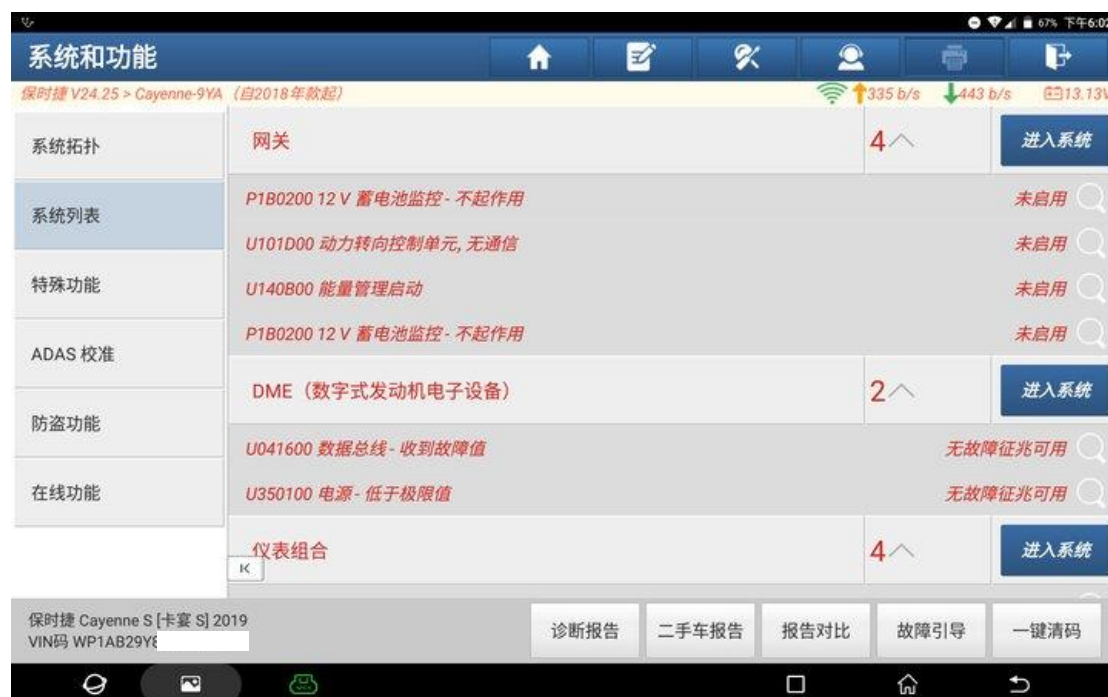 67% 下午6:02
系统和功能
保时捷 V24.25 > Cayenne-9YA (自2018年款起)
335 b/s 443 b/s 13.13V
系统拓扑
系统列表
特殊功能
ADAS 校准
防盗功能
在线功能
网关 4 进入系统
P1B0200 12 V 蓄电池监控 - 不起作用 未启用
U101D00 动力转向控制单元, 无通信 未启用
U140B00 能量管理启动 未启用
P1B0200 12 V 蓄电池监控 - 不起作用 未启用
DME（数字式发动机电子设备） 2 进入系统
U041600 数据总线 - 收到故障值 无故障征兆可用
U350100 电源 - 低于极限值 无故障征兆可用
仪表组合 4 进入系统
保时捷 Cayenne S [卡宴 S] 2019
VIN码 WP1AB29Y
诊断报告 二手车报告 报告对比 故障引导 一键清码